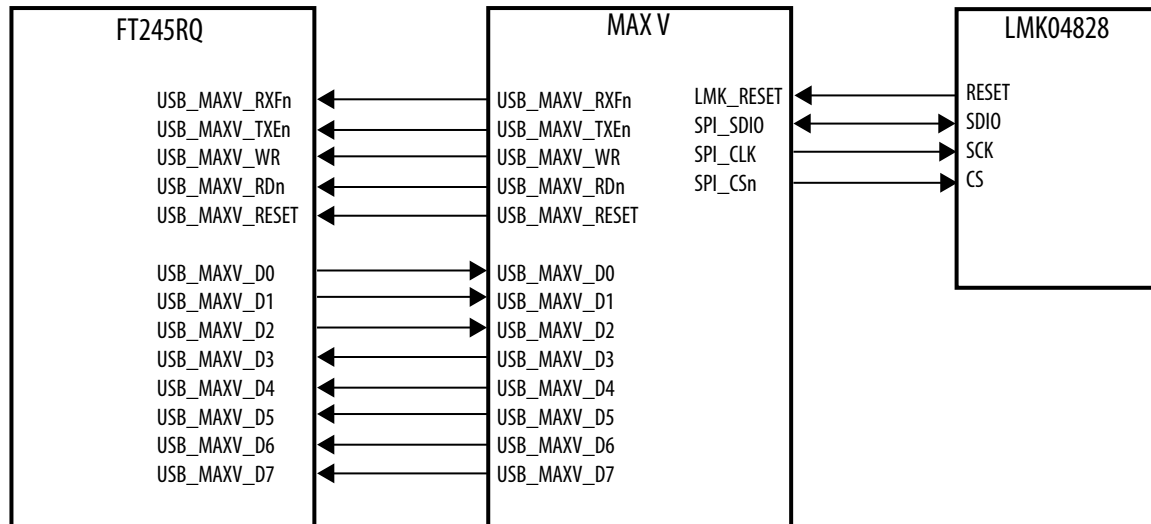 FT245RQ
USB_MAXV_RXFn
USB_MAXV_TXEn
USB_MAXV_WR
USB_MAXV_RDn
USB_MAXV_RESET
USB_MAXV_D0
USB_MAXV_D1
USB_MAXV_D2
USB_MAXV_D3
USB_MAXV_D4
USB_MAXV_D5
USB_MAXV_D6
USB_MAXV_D7
MAX V
USB_MAXV_RXFn
USB_MAXV_TXEn
USB_MAXV_WR
USB_MAXV_RDn
USB_MAXV_RESET
USB_MAXV_D0
USB_MAXV_D1
USB_MAXV_D2
USB_MAXV_D3
USB_MAXV_D4
USB_MAXV_D5
USB_MAXV_D6
USB_MAXV_D7
LMK_RESET
SPI_SDIO
SPI_CLK
SPI_CSn
LMK04828
RESET
SDIO
SCK
CS